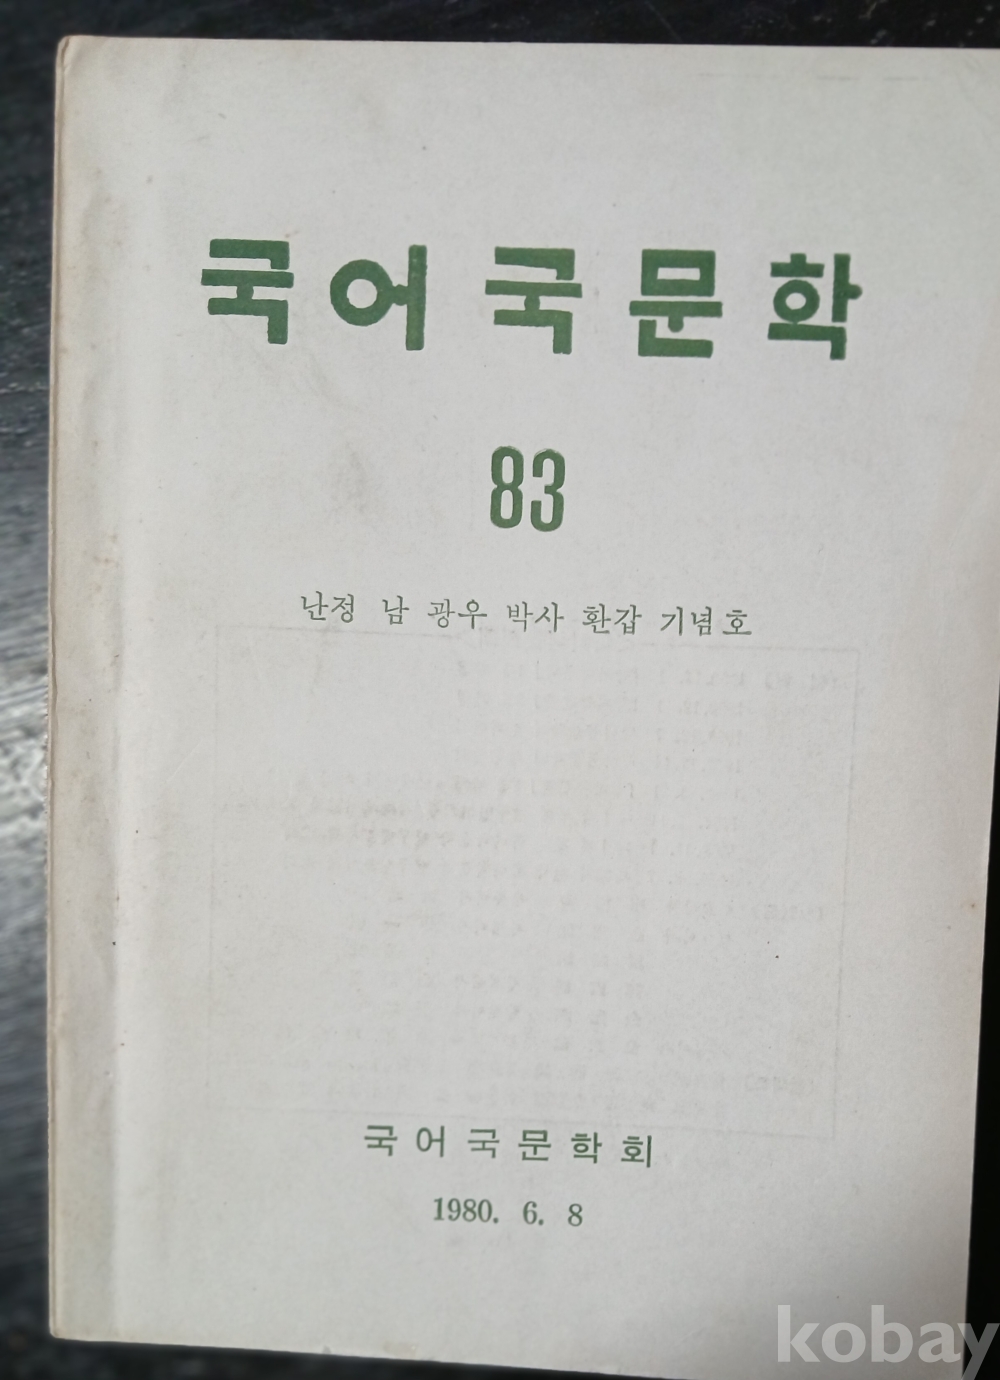 국어국문학
83
난정 남 광우 박사 환갑 기념호
국어국문학회
1980. 6. 8
kobay